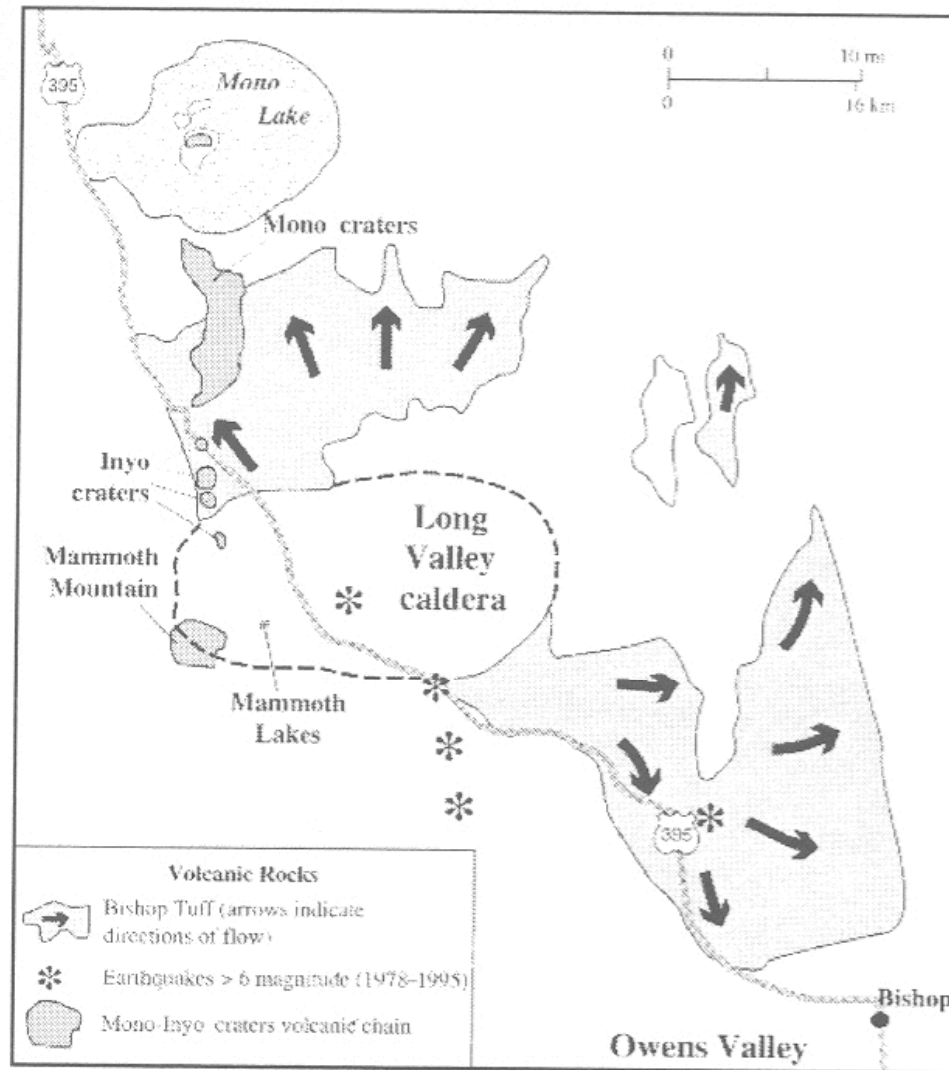 395
Mono
Lake
0 10 mi
0 16 km
Mono craters
Inyo
craters
Long
Valley
caldera
Mammoth
Mountain
Mammoth
Lakes
395
Volcanic Rocks
Bishop Tuff (arrows indicate
directions of flow)
Earthquakes > 6 magnitude (1978–1995)
Mono-Inyo craters volcanic chain
Bishop
Owens Valley